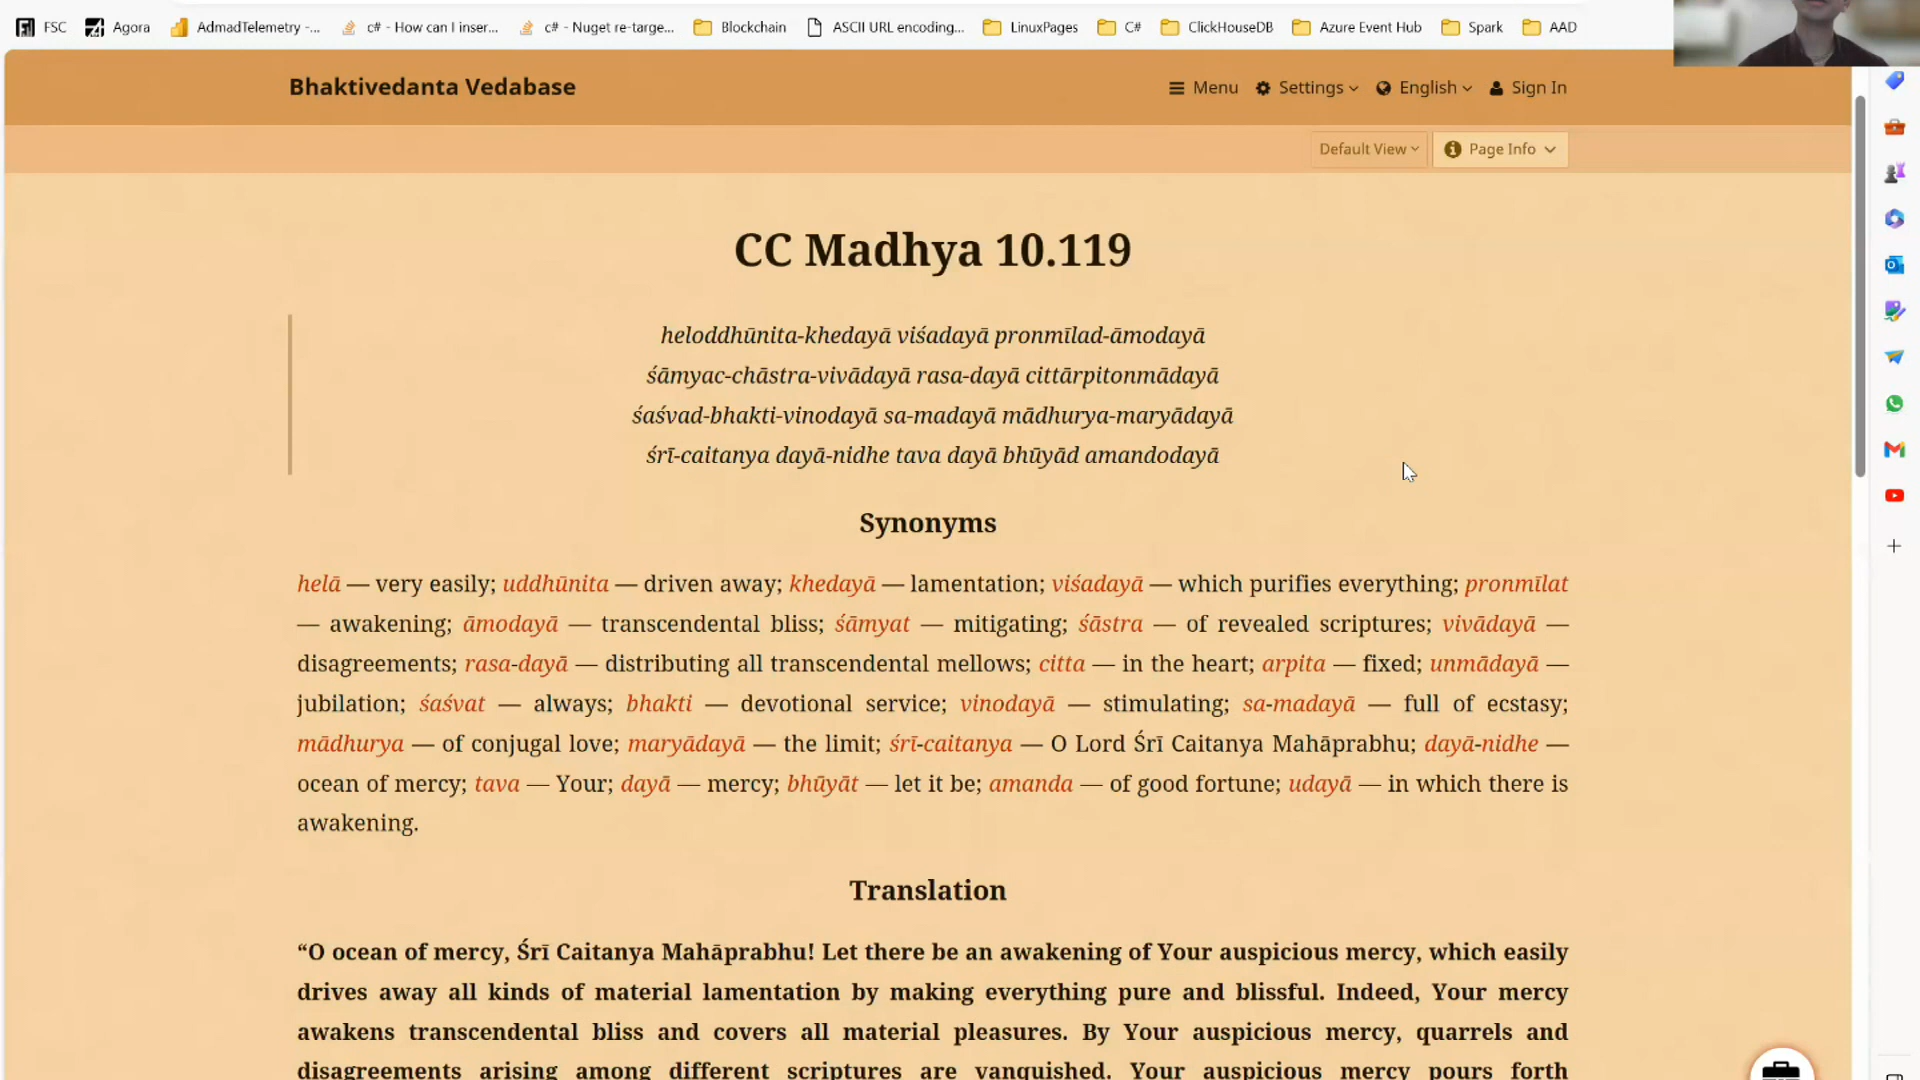 FSC Agora AdmadTelemetry -... c# - How can I inser... c# - Nuget re-targe... Blockchain ASCII URL encoding,... LinuxPages C# ClickHouseDB Azure Event Hub Spark AAD
Bhaktivedanta Vedabase Menu Settings English Sign In
Default View Page Info
CC Madhya 10.119
heloddhūnita-khedayā viśadayā pronmīlad-āmodayā
śāmyac-chāstra-vivādayā rasa-dayā cittārpitonmādayā
śaśvad-bhakti-vinodayā sa-madayā mādhurya-maryādayā
śrī-caitanya dayā-nidhe tava dayā bhūyād amandodayā
Synonyms
helā — very easily; uddhūnita — driven away; khedayā — lamentation; viśadayā — which purifies everything; pronmīlat
— awakening; āmodayā — transcendental bliss; śāmyat — mitigating; śāstra — of revealed scriptures; vivādayā —
disagreements; rasa-dayā — distributing all transcendental mellows; citta — in the heart; arpita — fixed; unmādayā —
jubilation; śaśvat — always; bhakti — devotional service; vinodayā — stimulating; sa-madayā — full of ecstasy;
mādhurya — of conjugal love; maryādayā — the limit; śrī-caitanya — O Lord Śrī Caitanya Mahāprabhu; dayā-nidhe —
ocean of mercy; tava — Your; dayā — mercy; bhūyāt — let it be; amanda — of good fortune; udayā — in which there is
awakening.
Translation
“O ocean of mercy, Śrī Caitanya Mahāprabhu! Let there be an awakening of Your auspicious mercy, which easily
drives away all kinds of material lamentation by making everything pure and blissful. Indeed, Your mercy
awakens transcendental bliss and covers all material pleasures. By Your auspicious mercy, quarrels and
disagreements arising among different scriptures are vanquished. Your auspicious mercy pours forth